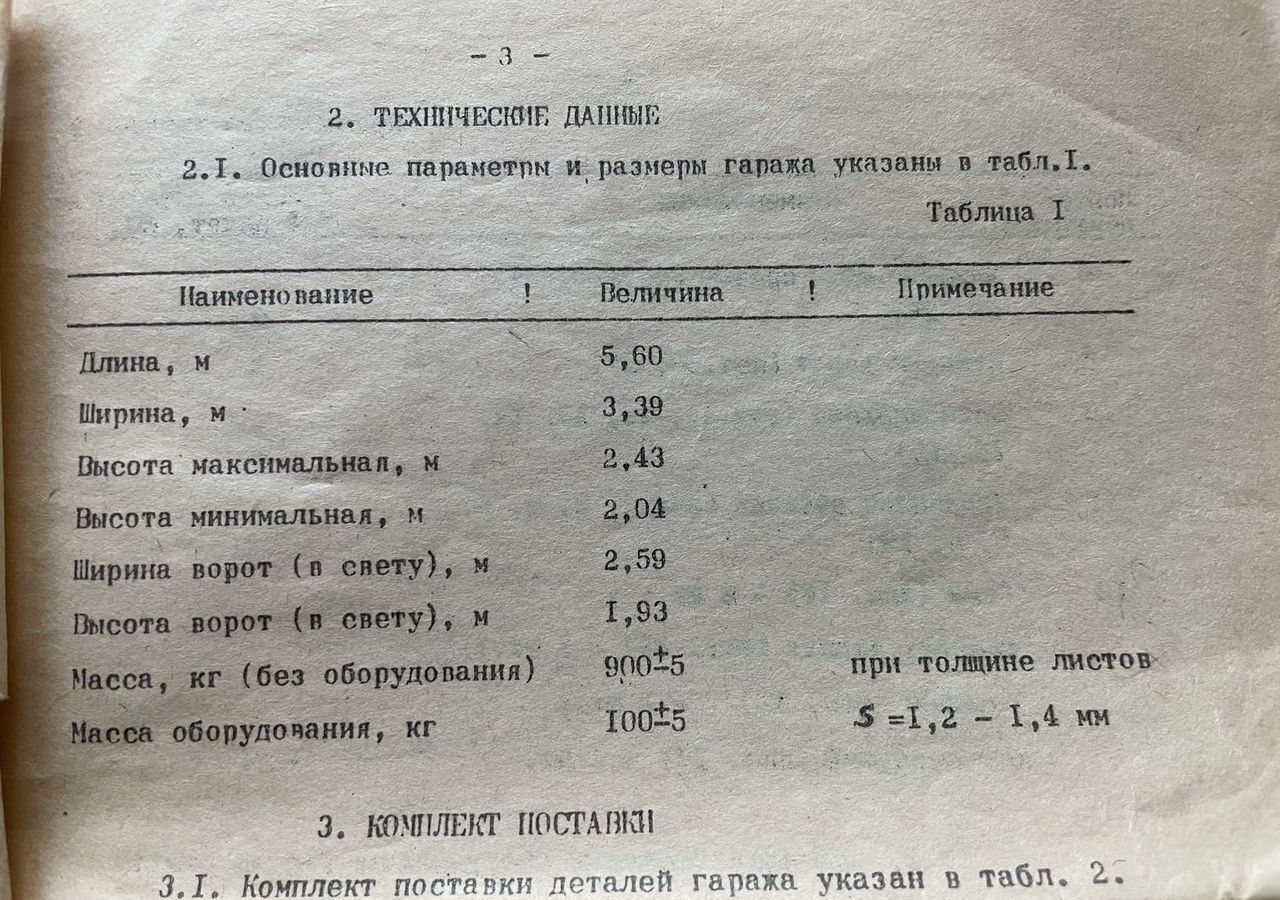 - 3 -
2. ТЕХНИЧЕСКИЕ ДАННЫЕ
2.I. Основные параметры и размеры гаража указаны в табл.I.
Таблица I
Наименование ! Величина ! Примечание
Длина, м 5,60
Ширина, м 3,39
Высота максимальная, м 2,43
Высота минимальная, м 2,04
Ширина ворот (в свету), м 2,59
Высота ворот (в свету), м I,93
Масса, кг (без оборудования) 900±5 при толщине листов
Масса оборудования, кг I00±5 S =I,2 - I,4 мм
3. КОМПЛЕКТ ПОСТАВКИ
3.I. Комплект поставки деталей гаража указан в табл. 2.